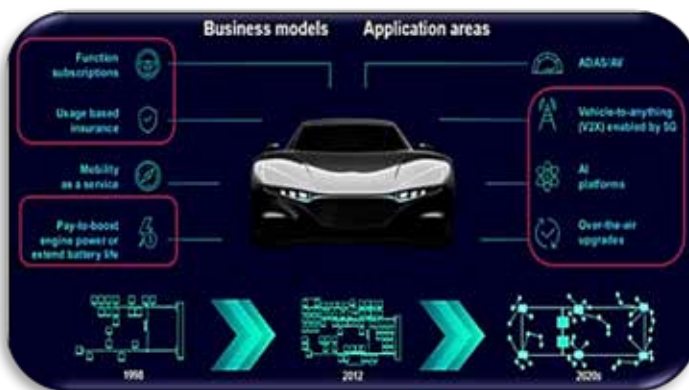 Business models
Application areas
Function
subscriptions
Usage based
insurance
Mobility
as a service
Pay-to-boost
engine power or
extend battery life
ADAS/AV
Vehicle-to-anything
(V2X) enabled by 5G
AI
platforms
Over-the-air
upgrades
1998
2012
2020s